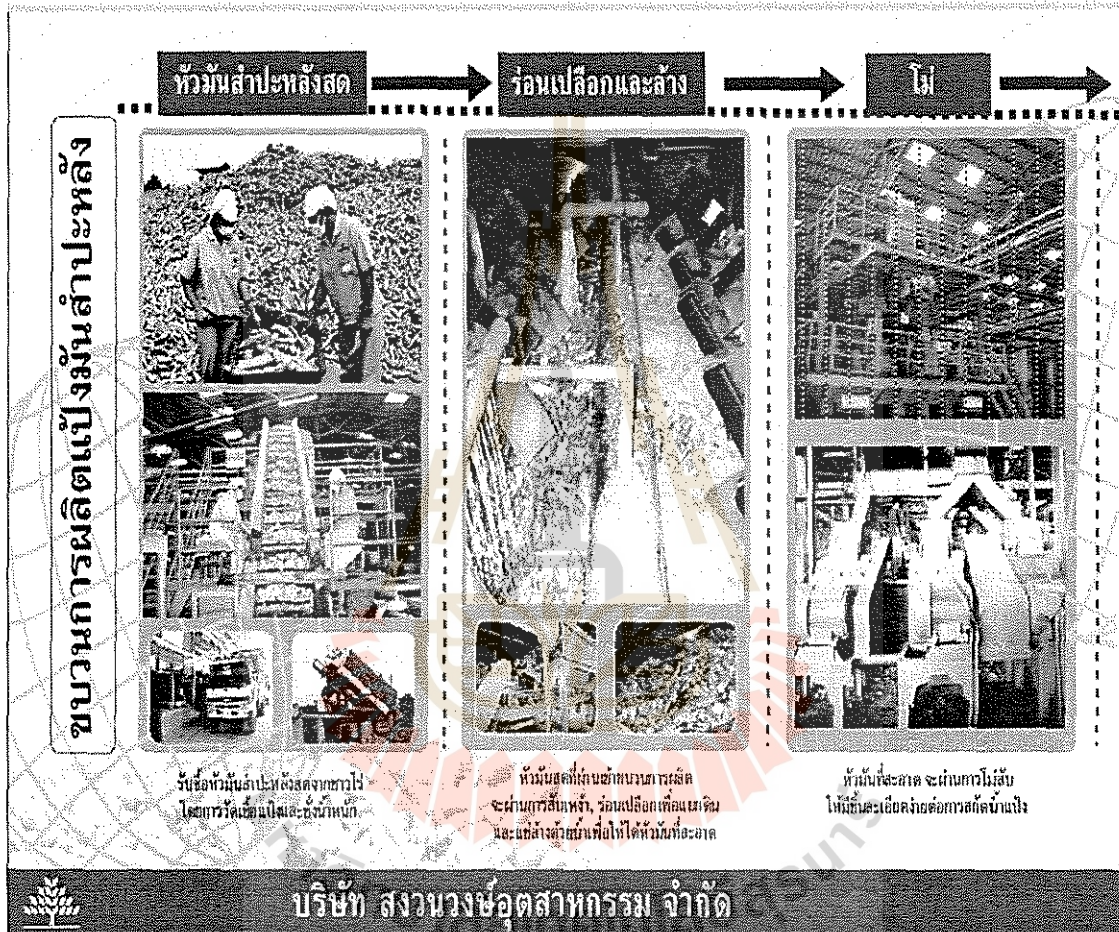 หัวมันสำปะหลังสด
ร่อนเปลือกและล้าง
โม่
ขบวนการผลิตแป้งมันสำปะหลัง
รับซื้อหัวมันสำปะหลังสดจากชาวไร่
โดยการวัดเชื้อแป้งและชั่งน้ำหนัก
หัวมันสดที่ผ่านเข้าขบวนการผลิต
จะผ่านการสับเหง้า, ร่อนเปลือกเพื่อแยกดิน
และแช่ล้างด้วยน้ำเพื่อให้ได้หัวมันที่สะอาด
หัวมันที่สะอาด จะผ่านการโม่สับ
ให้มีชิ้นละเอียดง่ายต่อการสกัดน้ำแป้ง
บริษัท สงวนวงษ์อุตสาหกรรม จำกัด